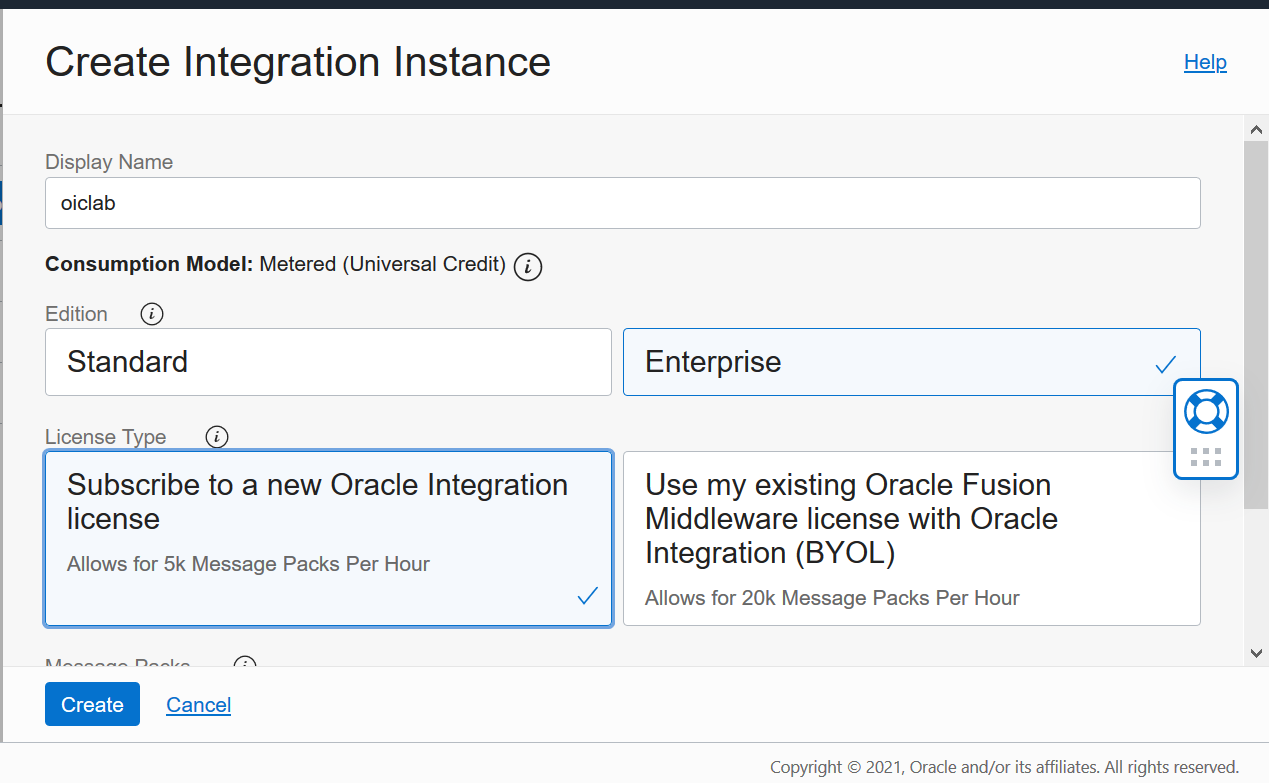 Create Integration Instance
Help
Display Name
oiclab
Consumption Model: Metered (Universal Credit)
Edition
Standard
Enterprise
License Type
Subscribe to a new Oracle Integration
license
Allows for 5k Message Packs Per Hour
Use my existing Oracle Fusion
Middleware license with Oracle
Integration (BYOL)
Allows for 20k Message Packs Per Hour
Message Packs
Create
Cancel
Copyright © 2021, Oracle and/or its affiliates. All rights reserved.